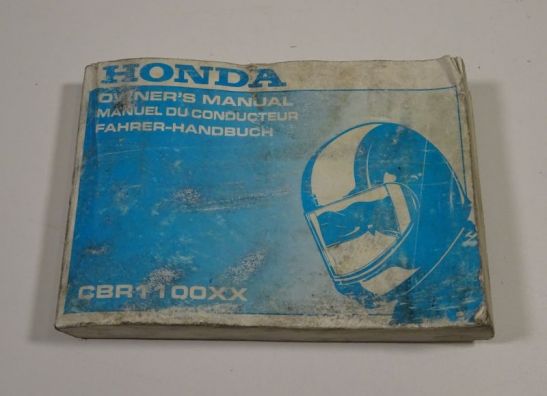 HONDA
OWNER'S MANUAL
MANUEL DU CONDUCTEUR
FAHRER-HANDBUCH
CBR1100XX